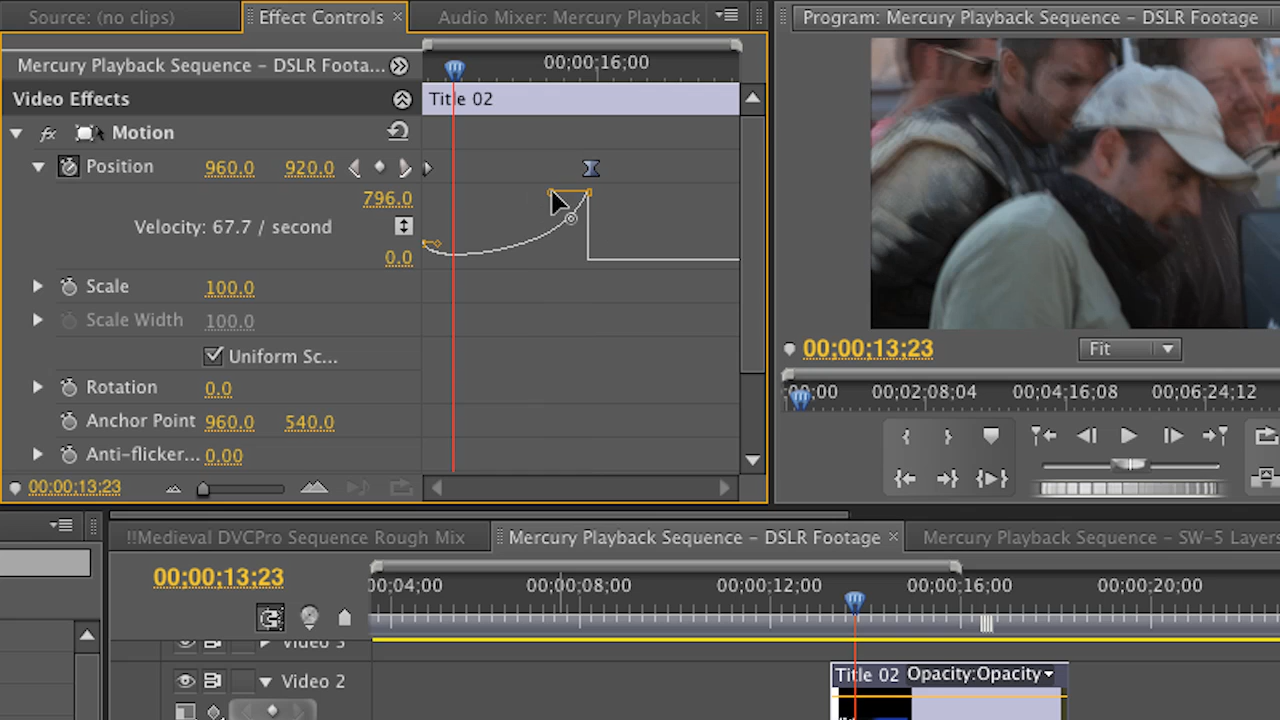 Source: (no clips)
Effect Controls
Audio Mixer: Mercury Playback
Program: Mercury Playback Sequence – DSLR Footage
Mercury Playback Sequence – DSLR Foota...
00;00;16;00
Video Effects
Title 02
fx Motion
Position 960.0 920.0
796.0
Velocity: 67.7 / second
0.0
Scale 100.0
Scale Width 100.0
Uniform Sc...
Rotation 0.0
Anchor Point 960.0 540.0
Anti-flicker... 0.00
00;00;13;23
00;00;13;23
Fit
00;00 00;02;08;04 00;04;16;08 00;06;24;12
!!Medieval DVCPro Sequence Rough Mix
Mercury Playback Sequence – DSLR Footage
Mercury Playback Sequence – SW-5 Layers
00;00;13;23
00;04;00 00;00;08;00 00;00;12;00 00;00;16;00 00;00;20;00
Video 3
Video 2
Title 02 Opacity:Opacity